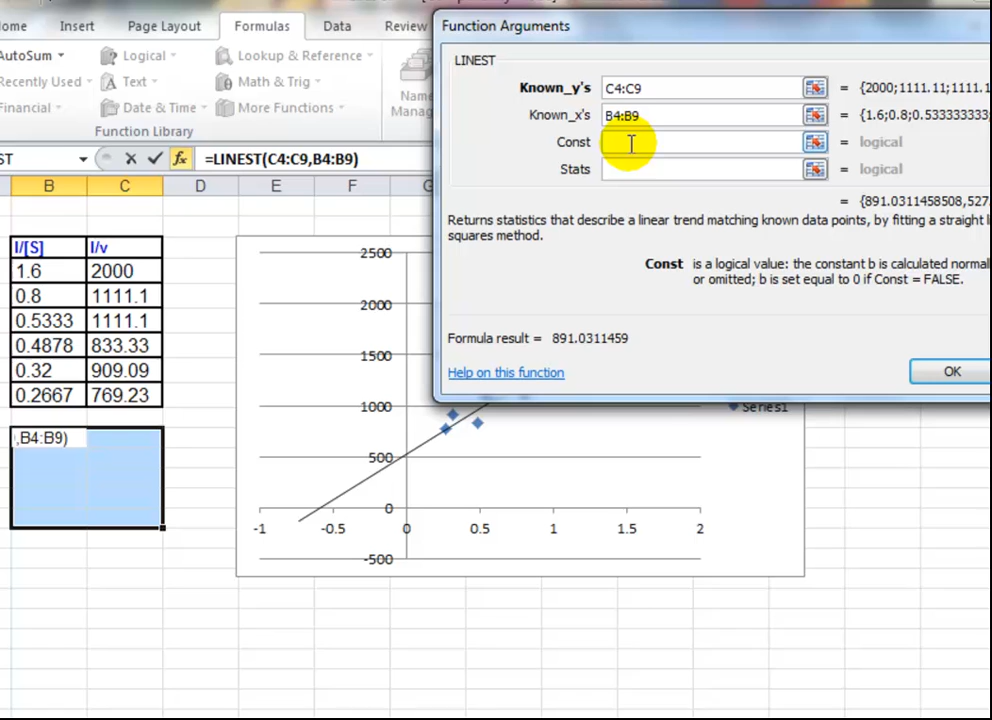 ome Insert Page Layout Formulas Data Review
Function Arguments
AutoSum Logical Lookup & Reference
Recently Used Text Math & Trig
Financial Date & Time More Functions
Name
Manag
Function Library
LINEST
Known_y's C4:C9 = {2000;1111.11;1111.1
Known_x's B4:B9 = {1.6;0.8;0.533333333;
Const = logical
Stats = logical
= {891.0311458508,527.
Returns statistics that describe a linear trend matching known data points, by fitting a straight li
squares method.
Const is a logical value: the constant b is calculated normal
or omitted; b is set equal to 0 if Const = FALSE.
Formula result = 891.0311459
Help on this function OK
ST fx =LINEST(C4:C9,B4:B9)
B C D E F G
I/[S] I/v
1.6 2000
0.8 1111.1
0.5333 1111.1
0.4878 833.33
0.32 909.09
0.2667 769.23
,B4:B9)
2500
2000
1500
1000
500
0
-500
-1 -0.5 0 0.5 1 1.5 2
Series1